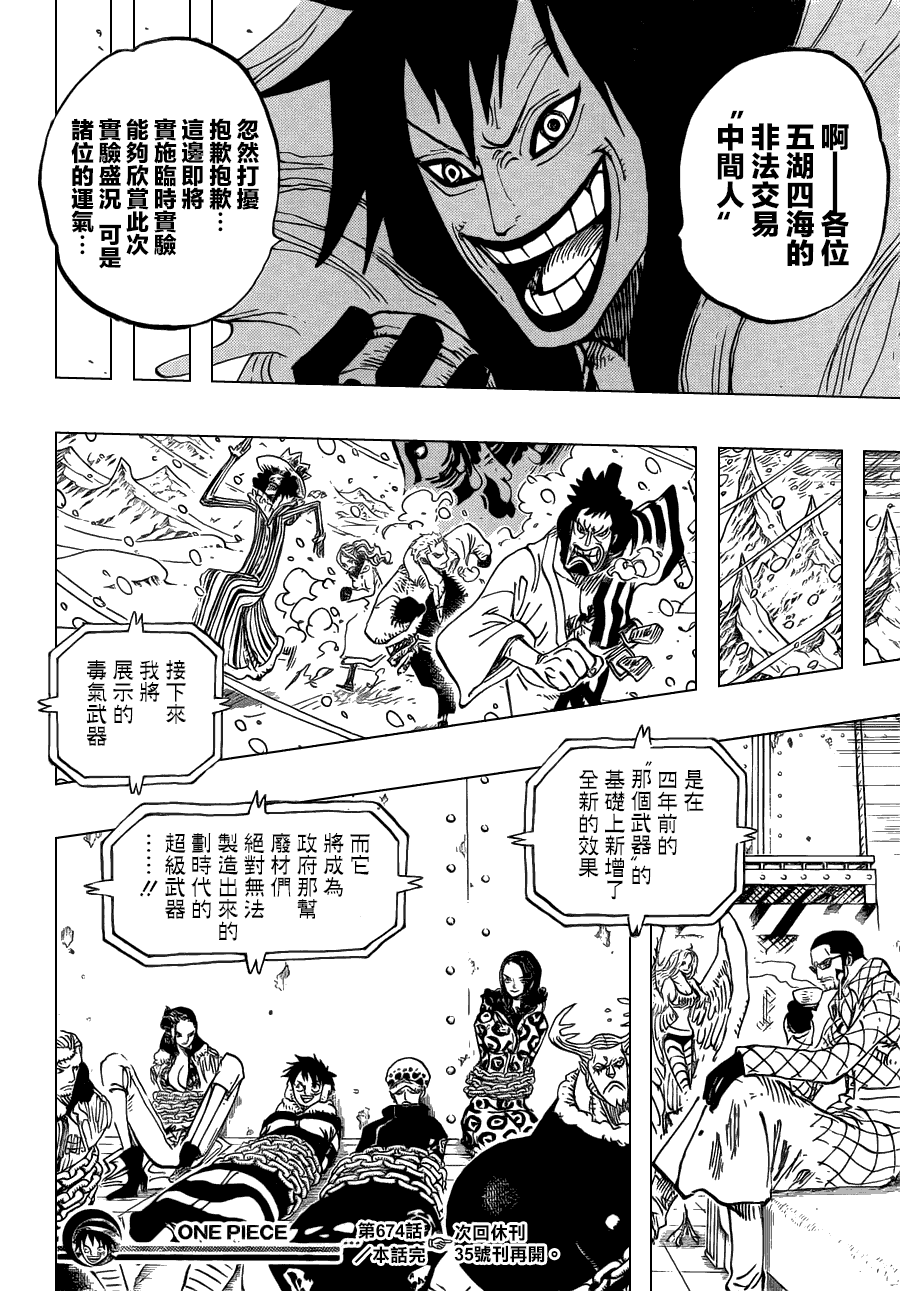 啊——各位
五湖四海的
非法交易
“中間人”
忽然打擾
抱歉抱歉…
這邊即將
實施臨時實驗
能夠欣賞此次
實驗盛況 可是
諸位的運氣…
接下來
我將
展示的
毒氣武器
是在
四年前的
“那個武器”的
基礎上新增了
全新的效果
而它
將成為
政府那幫
廢材們
絕對無法
製造出來的
劃時代的
超級武器
……!!
ONE PIECE
第674話
…╱本話完
次回休刊
35號刊再開。